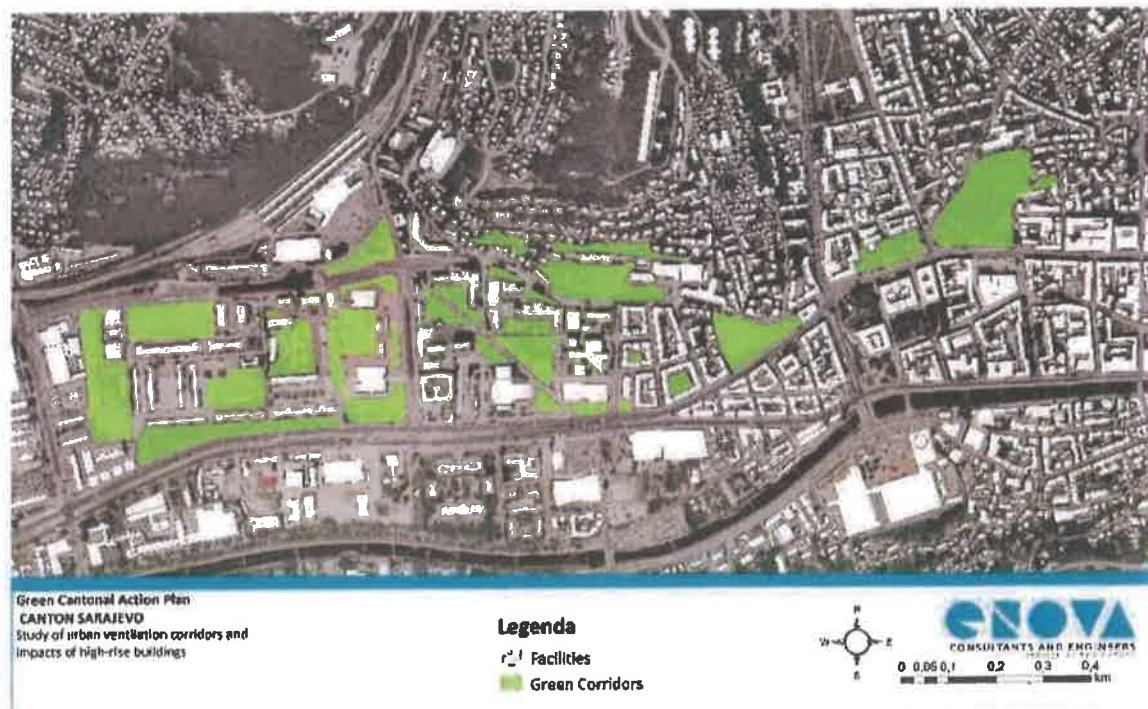 Green Cantonal Action Plan
CANTON SARAJEVO
Study of urban ventilation corridors and
impacts of high-rise buildings
Legenda
Facilities
Green Corridors
N
W E
S
ENOVA
CONSULTANTS AND ENGINEERS
0 0,05 0,1 0,2 0,3 0,4
km